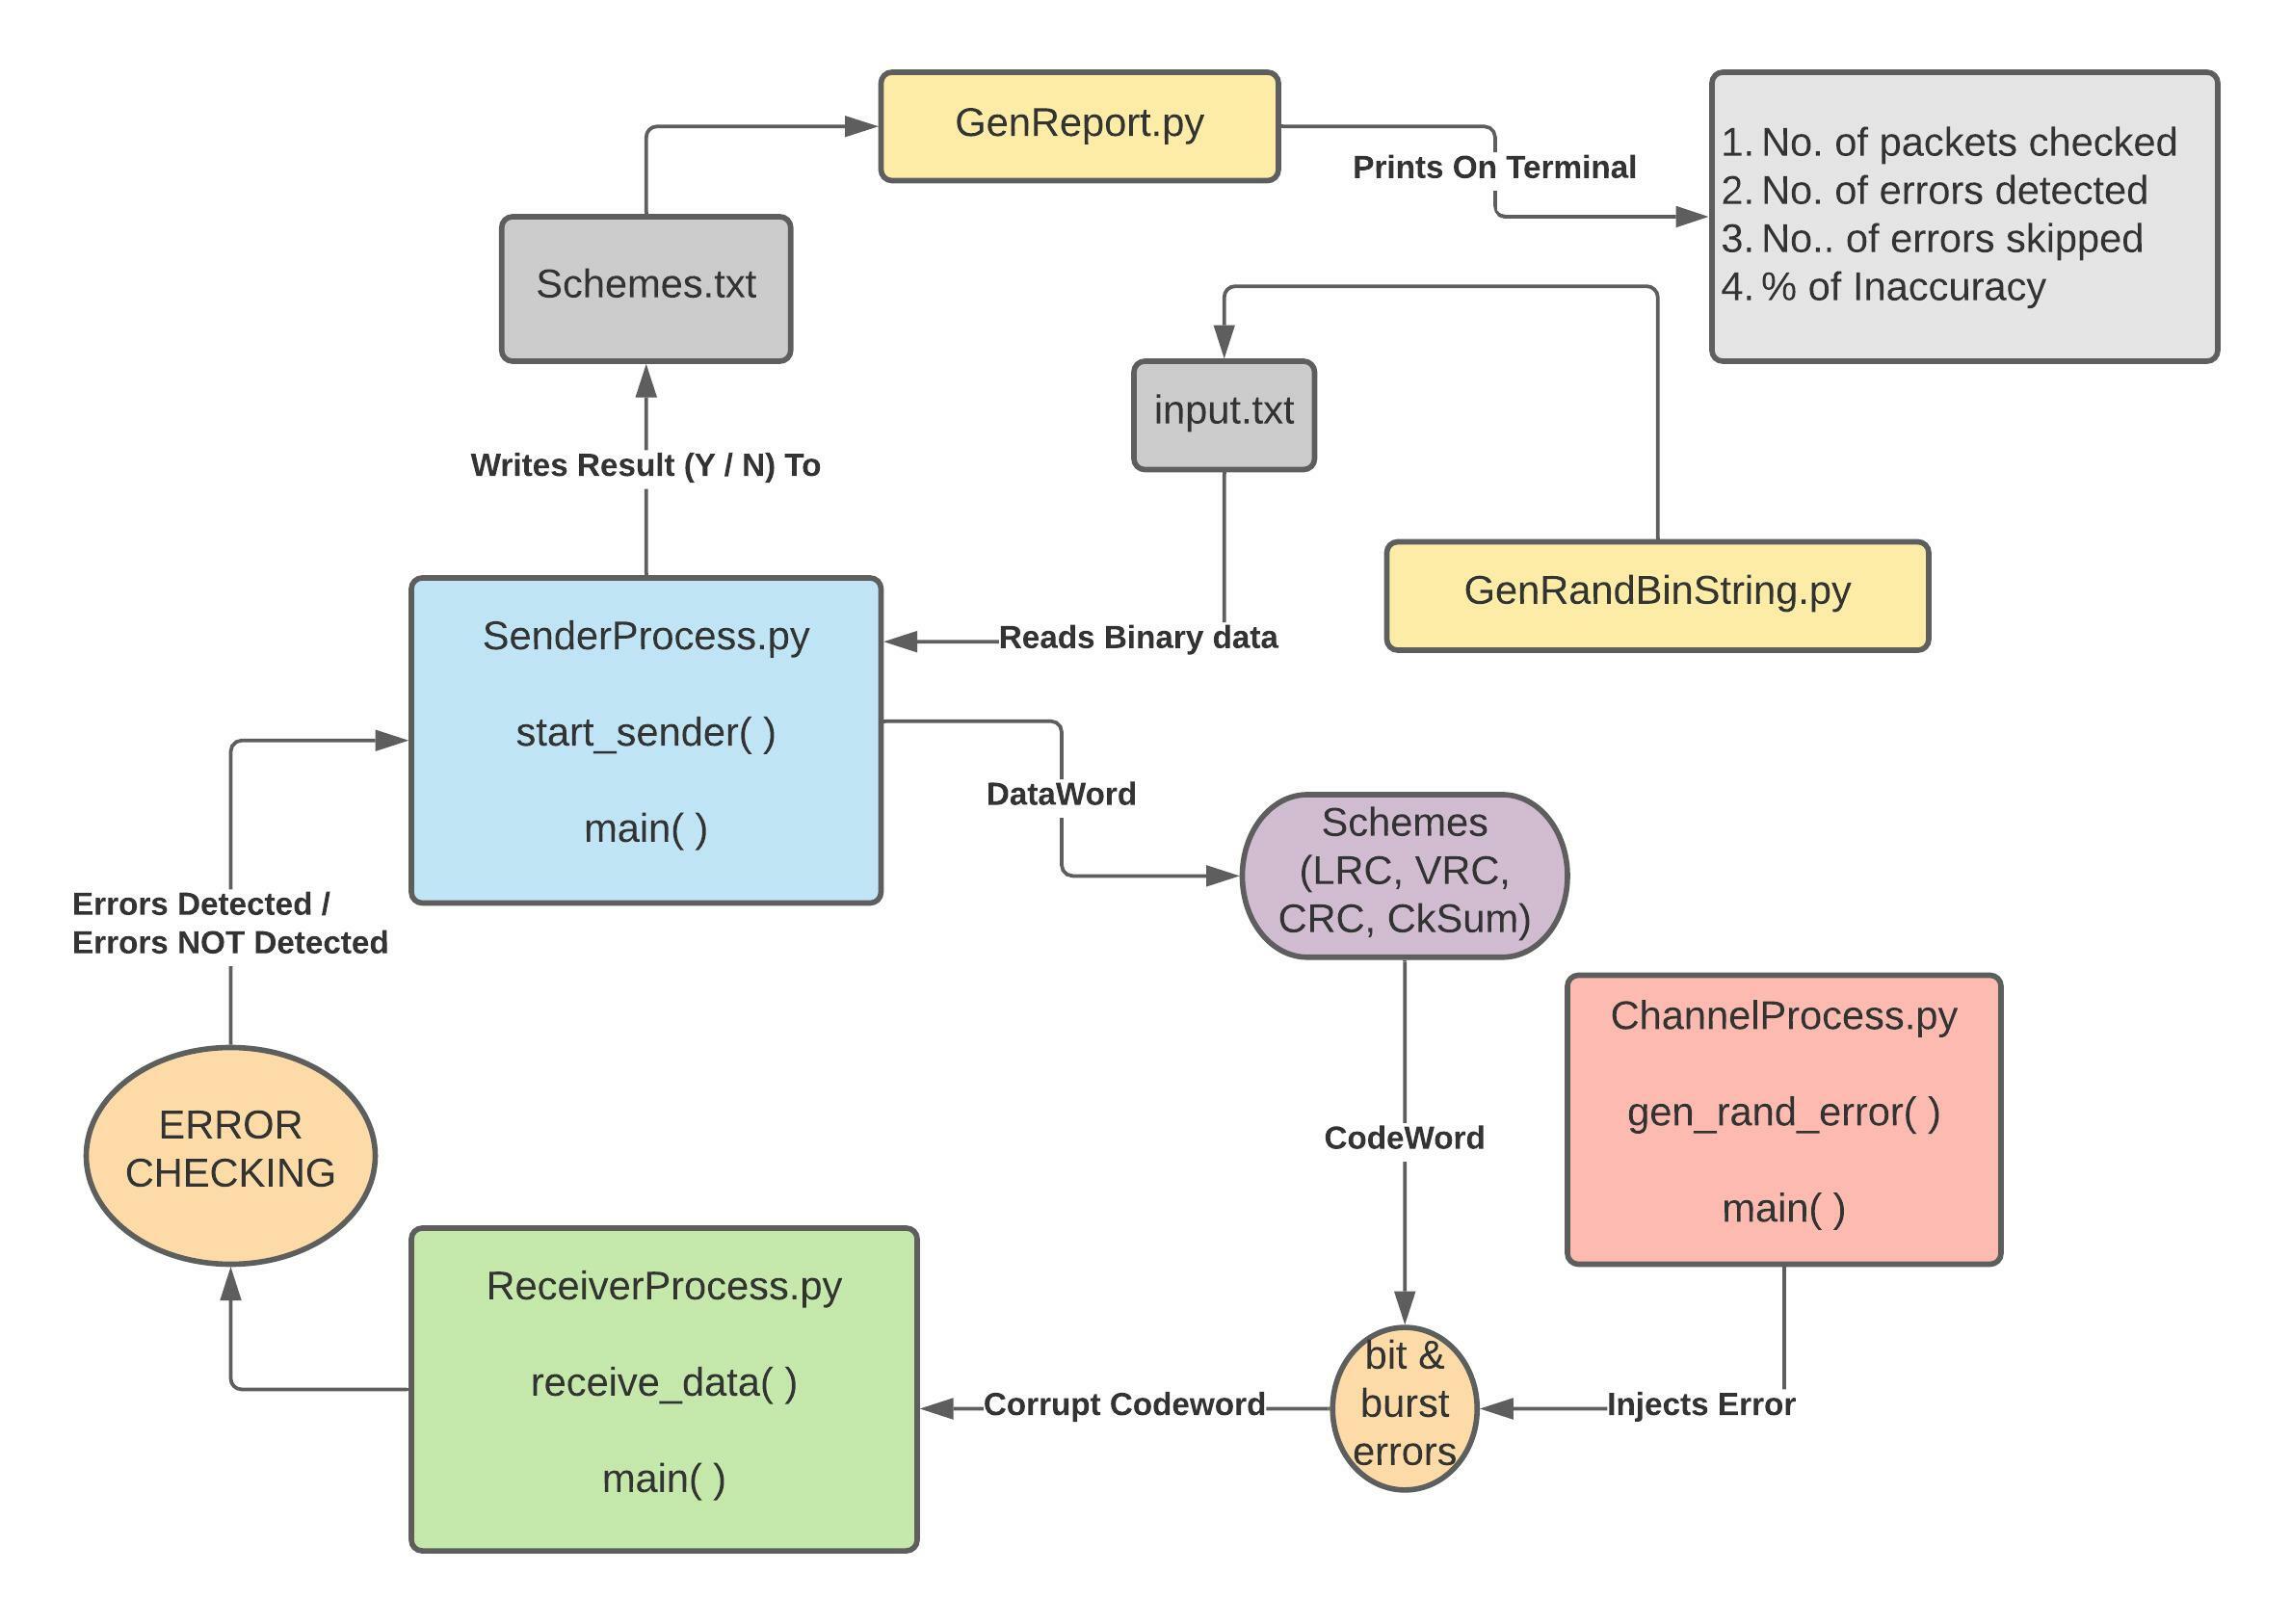 GenReport.py
Prints On Terminal
1. No. of packets checked
2. No. of errors detected
3. No.. of errors skipped
4. % of Inaccuracy
Schemes.txt
input.txt
Writes Result (Y / N) To
GenRandBinString.py
SenderProcess.py
start_sender( )
main( )
Reads Binary data
DataWord
Schemes
(LRC, VRC,
CRC, CkSum)
Errors Detected /
Errors NOT Detected
ChannelProcess.py
gen_rand_error( )
main( )
CodeWord
ERROR
CHECKING
ReceiverProcess.py
receive_data( )
main( )
Corrupt Codeword
bit &
burst
errors
Injects Error